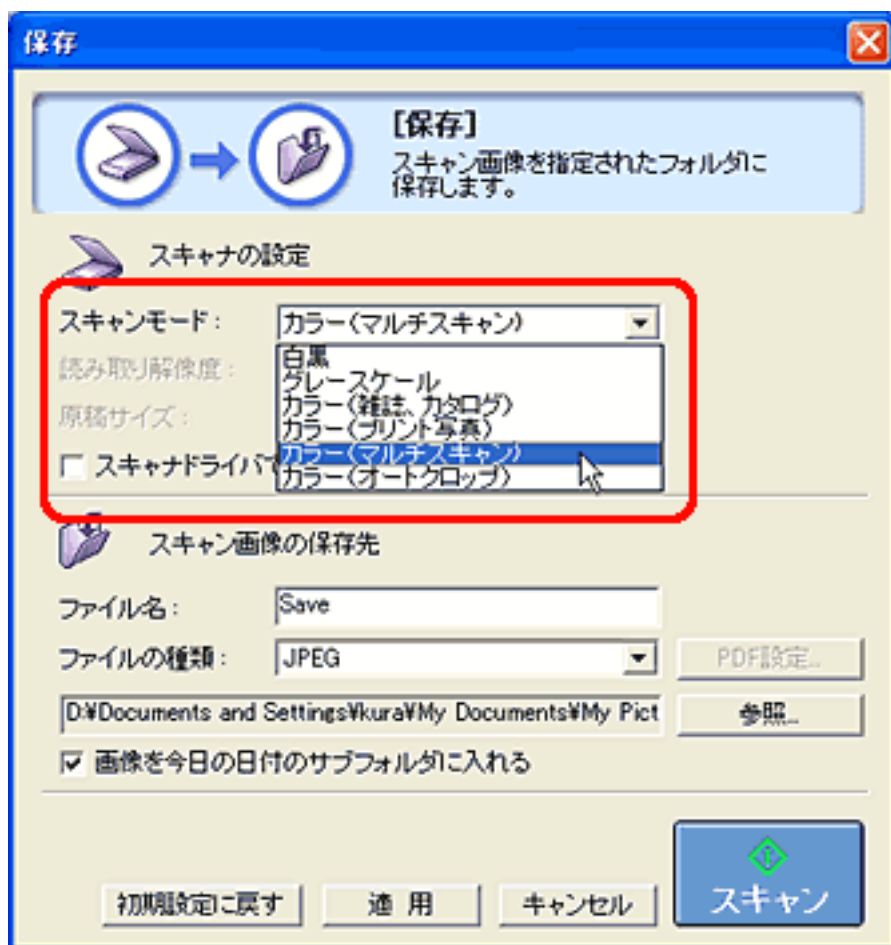 保存
[保存]
スキャン画像を指定されたフォルダに
保存します。
スキャナの設定
スキャンモード：
カラー(マルチスキャン)
白黒
グレースケール
カラー(雑誌、カタログ)
カラー(プリント写真)
カラー(マルチスキャン)
カラー(オートクロップ)
読み取り解像度：
原稿サイズ：
スキャナドライバで
スキャン画像の保存先
ファイル名：
Save
ファイルの種類：
JPEG
PDF設定...
D:¥Documents and Settings¥kura¥My Documents¥My Pict
参照...
画像を今日の日付のサブフォルダに入れる
スキャン
初期設定に戻す
適 用
キャンセル